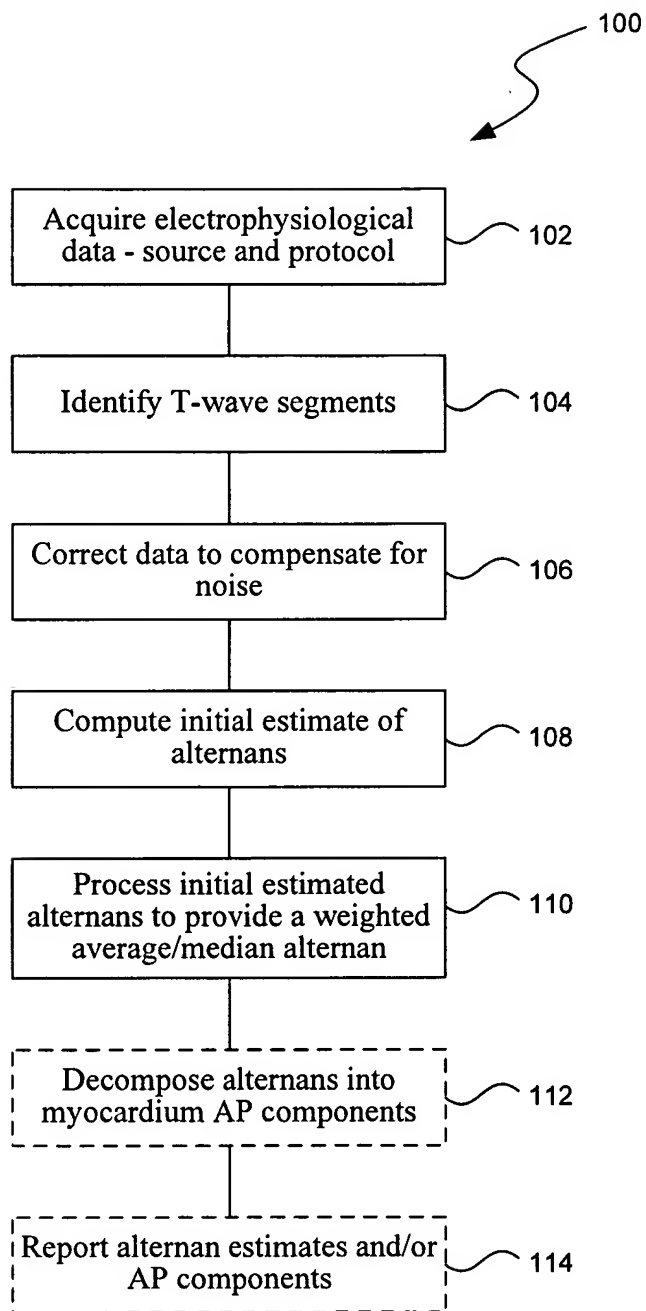 100
Acquire electrophysiological
data - source and protocol
102
Identify T-wave segments
104
Correct data to compensate for
noise
106
Compute initial estimate of
alternans
108
Process initial estimated
alternans to provide a weighted
average/median alternan
110
Decompose alternans into
myocardium AP components
112
Report alternan estimates and/or
AP components
114